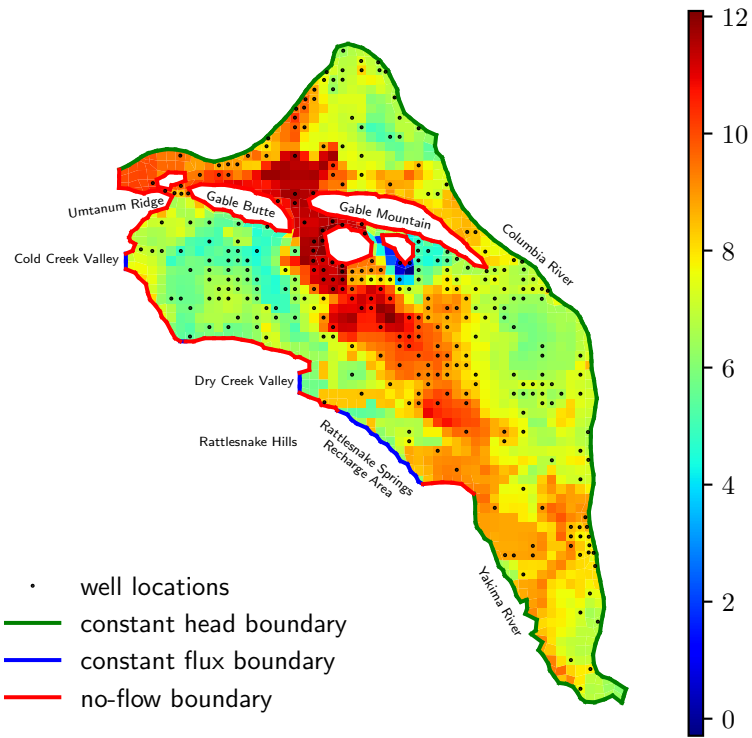 12
10
8
6
4
2
0
Umtanum Ridge
Gable Butte
Gable Mountain
Columbia River
Cold Creek Valley
Dry Creek Valley
Rattlesnake Hills
Rattlesnake Springs
Recharge Area
Yakima River
well locations
constant head boundary
constant flux boundary
no-flow boundary